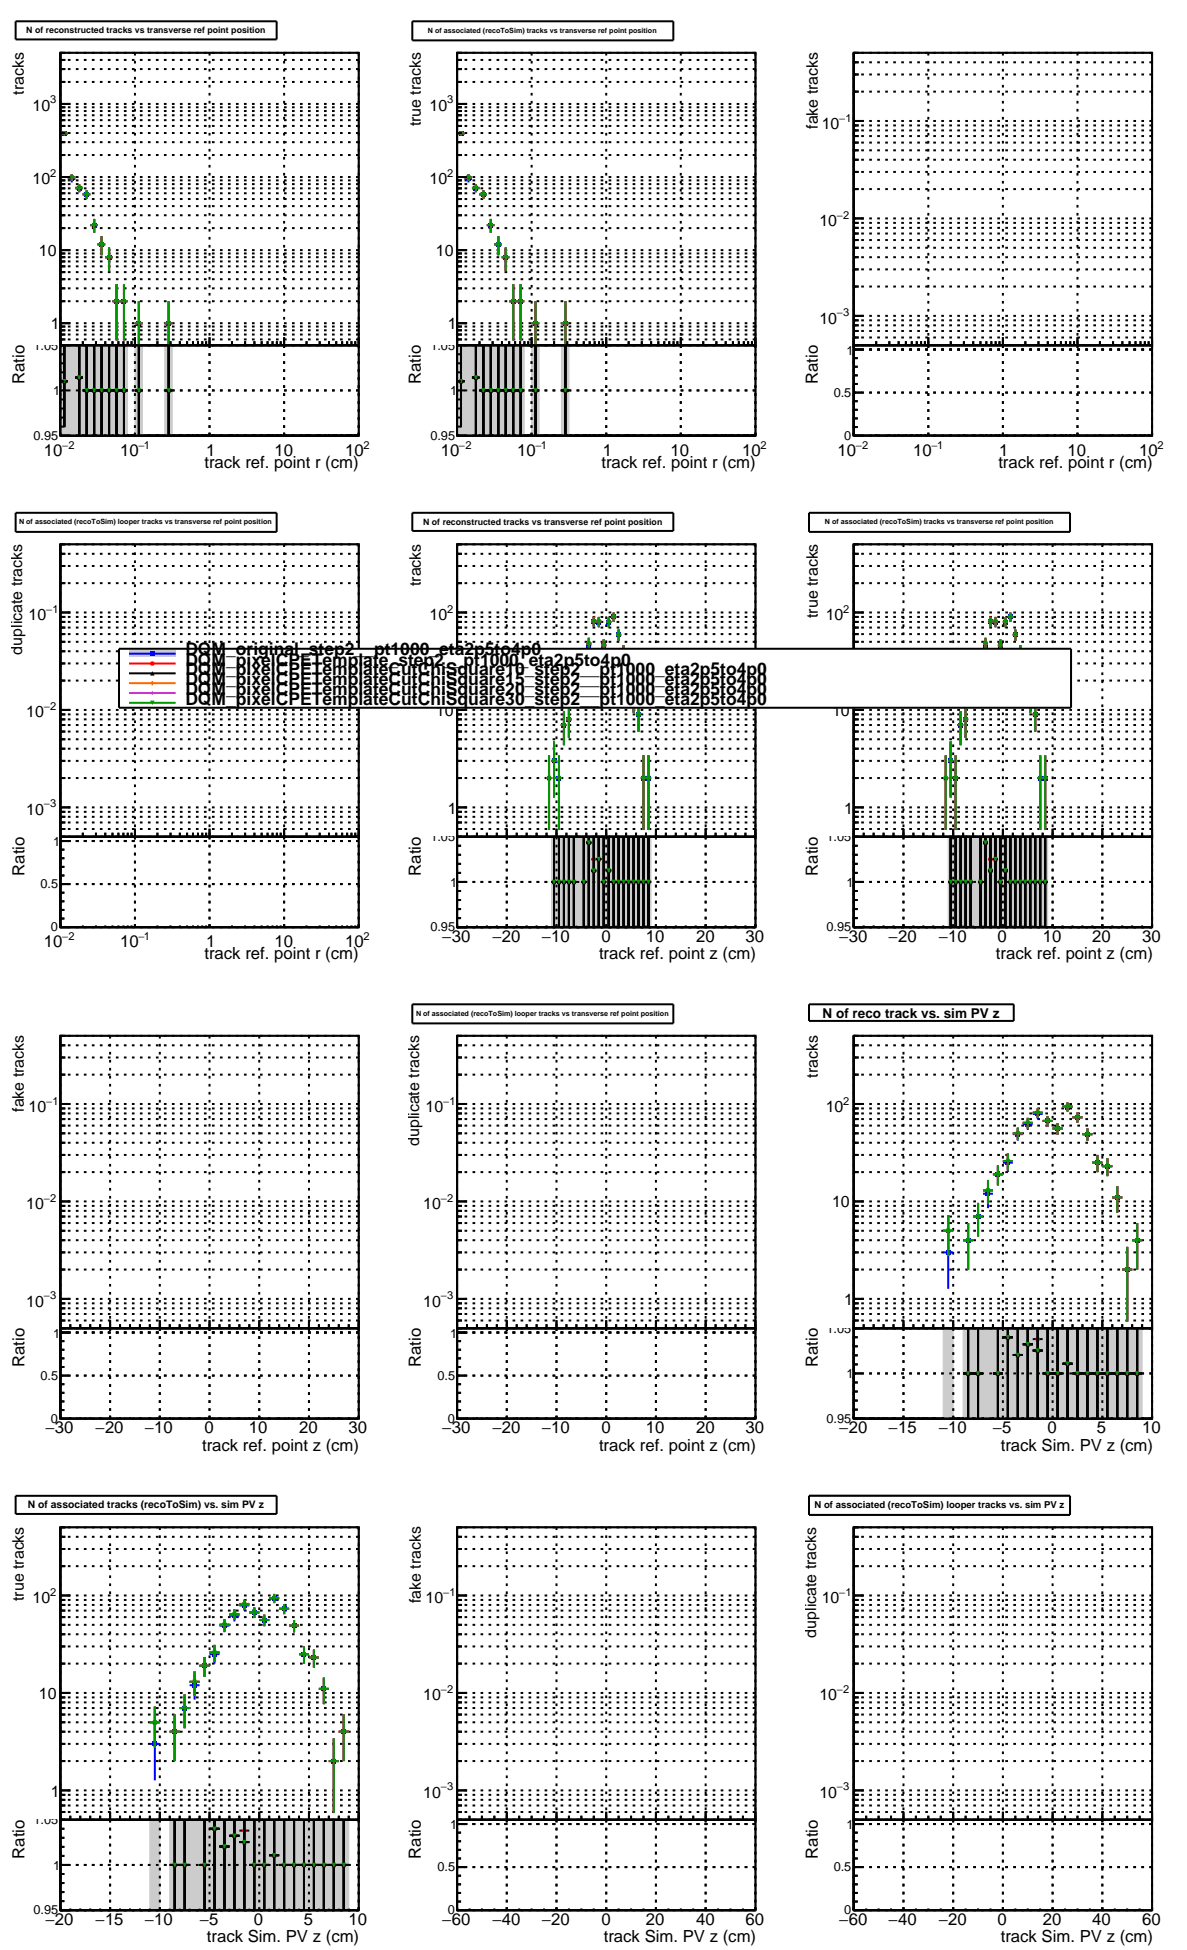 N of reconstructed tracks vs transverse ref point position
tracks
10³
10²
10
1
1.05
Ratio
1
0.95
10⁻² 10⁻¹ 1 10 10²
track ref. point r (cm)
N of associated (recoToSim) tracks vs transverse ref point position
true tracks
10³
10²
10
1
1.05
Ratio
1
0.95
10⁻² 10⁻¹ 1 10 10²
track ref. point r (cm)
fake tracks
10⁻¹
10⁻²
10⁻³
Ratio
1
0.5
0
10⁻² 10⁻¹ 1 10 10²
track ref. point r (cm)
N of associated (recoToSim) looper tracks vs transverse ref point position
duplicate tracks
10⁻¹
10⁻²
10⁻³
Ratio
1
0.5
0
10⁻² 10⁻¹ 1 10 10²
track ref. point r (cm)
N of reconstructed tracks vs transverse ref point position
tracks
10²
10
1
1.05
Ratio
1
0.95
−30 −20 −10 0 10 20 30
track ref. point z (cm)
N of associated (recoToSim) tracks vs transverse ref point position
true tracks
10²
10
1
1.05
Ratio
1
0.95
−30 −20 −10 0 10 20 30
track ref. point z (cm)
DQM_original_step2__pt1000_eta2p5to4p0
DQM_pixelCPETemplate_step2__pt1000_eta2p5to4p0
DQM_pixelCPETemplateCutChiSquare10_step2__pt1000_eta2p5to4p0
DQM_pixelCPETemplateCutChiSquare15_step2__pt1000_eta2p5to4p0
DQM_pixelCPETemplateCutChiSquare20_step2__pt1000_eta2p5to4p0
DQM_pixelCPETemplateCutChiSquare30_step2__pt1000_eta2p5to4p0
fake tracks
10⁻¹
10⁻²
10⁻³
Ratio
1
0.5
0
−30 −20 −10 0 10 20 30
track ref. point z (cm)
N of associated (recoToSim) looper tracks vs transverse ref point position
duplicate tracks
10⁻¹
10⁻²
10⁻³
Ratio
1
0.5
0
−30 −20 −10 0 10 20 30
track ref. point z (cm)
N of reco track vs. sim PV z
tracks
10²
10
1
1.05
Ratio
1
0.95
−20 −15 −10 −5 0 5 10
track Sim. PV z (cm)
N of associated tracks (recoToSim) vs. sim PV z
true tracks
10²
10
1
1.05
Ratio
1
0.95
−20 −15 −10 −5 0 5 10
track Sim. PV z (cm)
fake tracks
10⁻¹
10⁻²
10⁻³
Ratio
1
0.5
0
−60 −40 −20 0 20 40 60
track Sim. PV z (cm)
N of associated (recoToSim) looper tracks vs. sim PV z
duplicate tracks
10⁻¹
10⁻²
10⁻³
Ratio
1
0.5
0
−60 −40 −20 0 20 40 60
track Sim. PV z (cm)